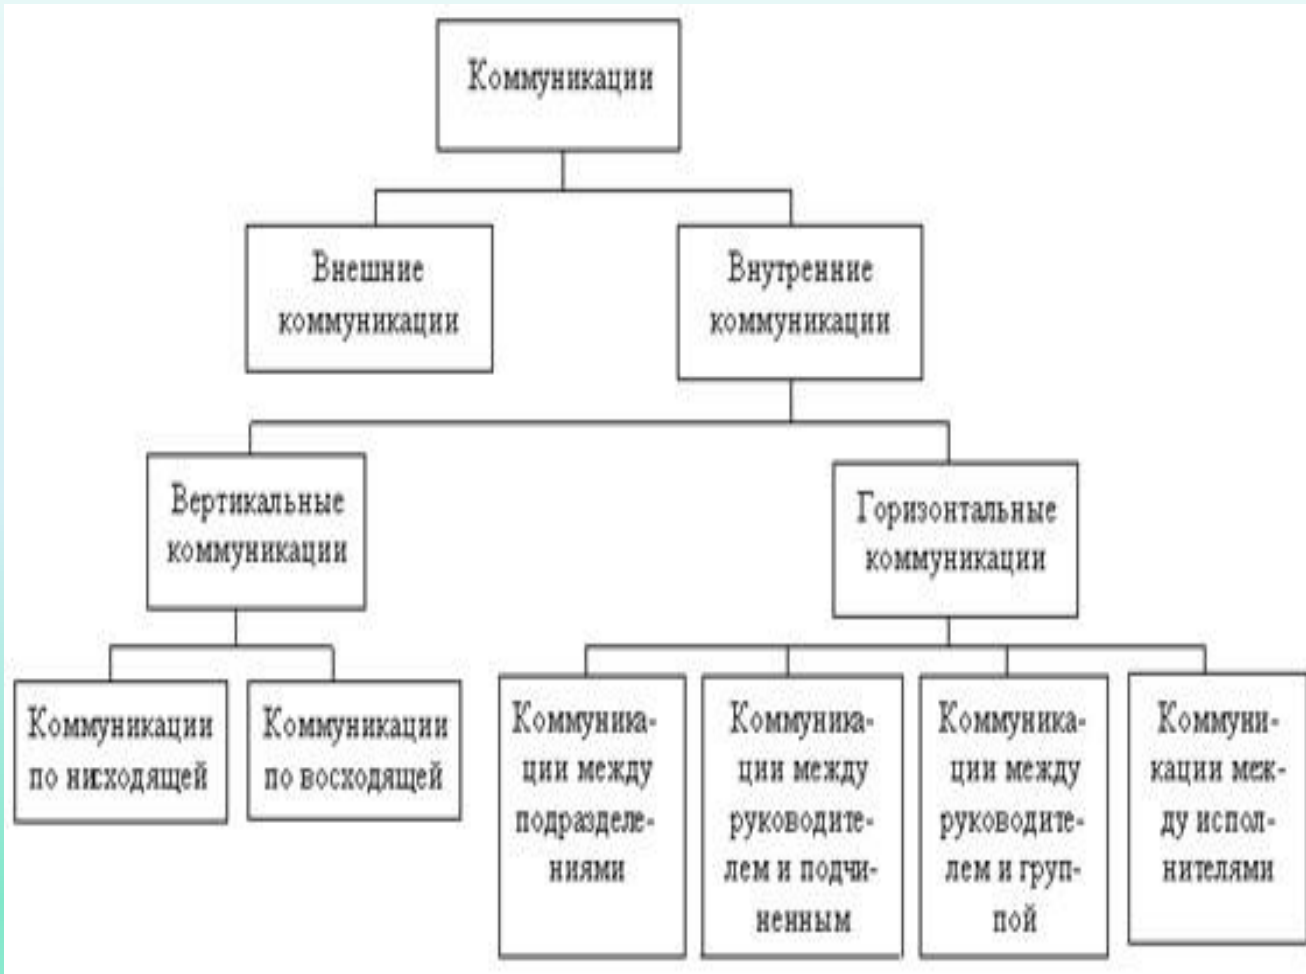 Коммуникации
Внешние
коммуникации
Внутренние
коммуникации
Вертикальные
коммуникации
Горизонтальные
коммуникации
Коммуникации
по нисходящей
Коммуникации
по восходящей
Коммуника-
ции между
подразделе-
ниями
Коммуника-
ции между
руководите-
лем и подчи-
ненным
Коммуника-
ции между
руководите-
лем и груп-
пой
Коммуни-
кации меж-
ду испол-
нителями